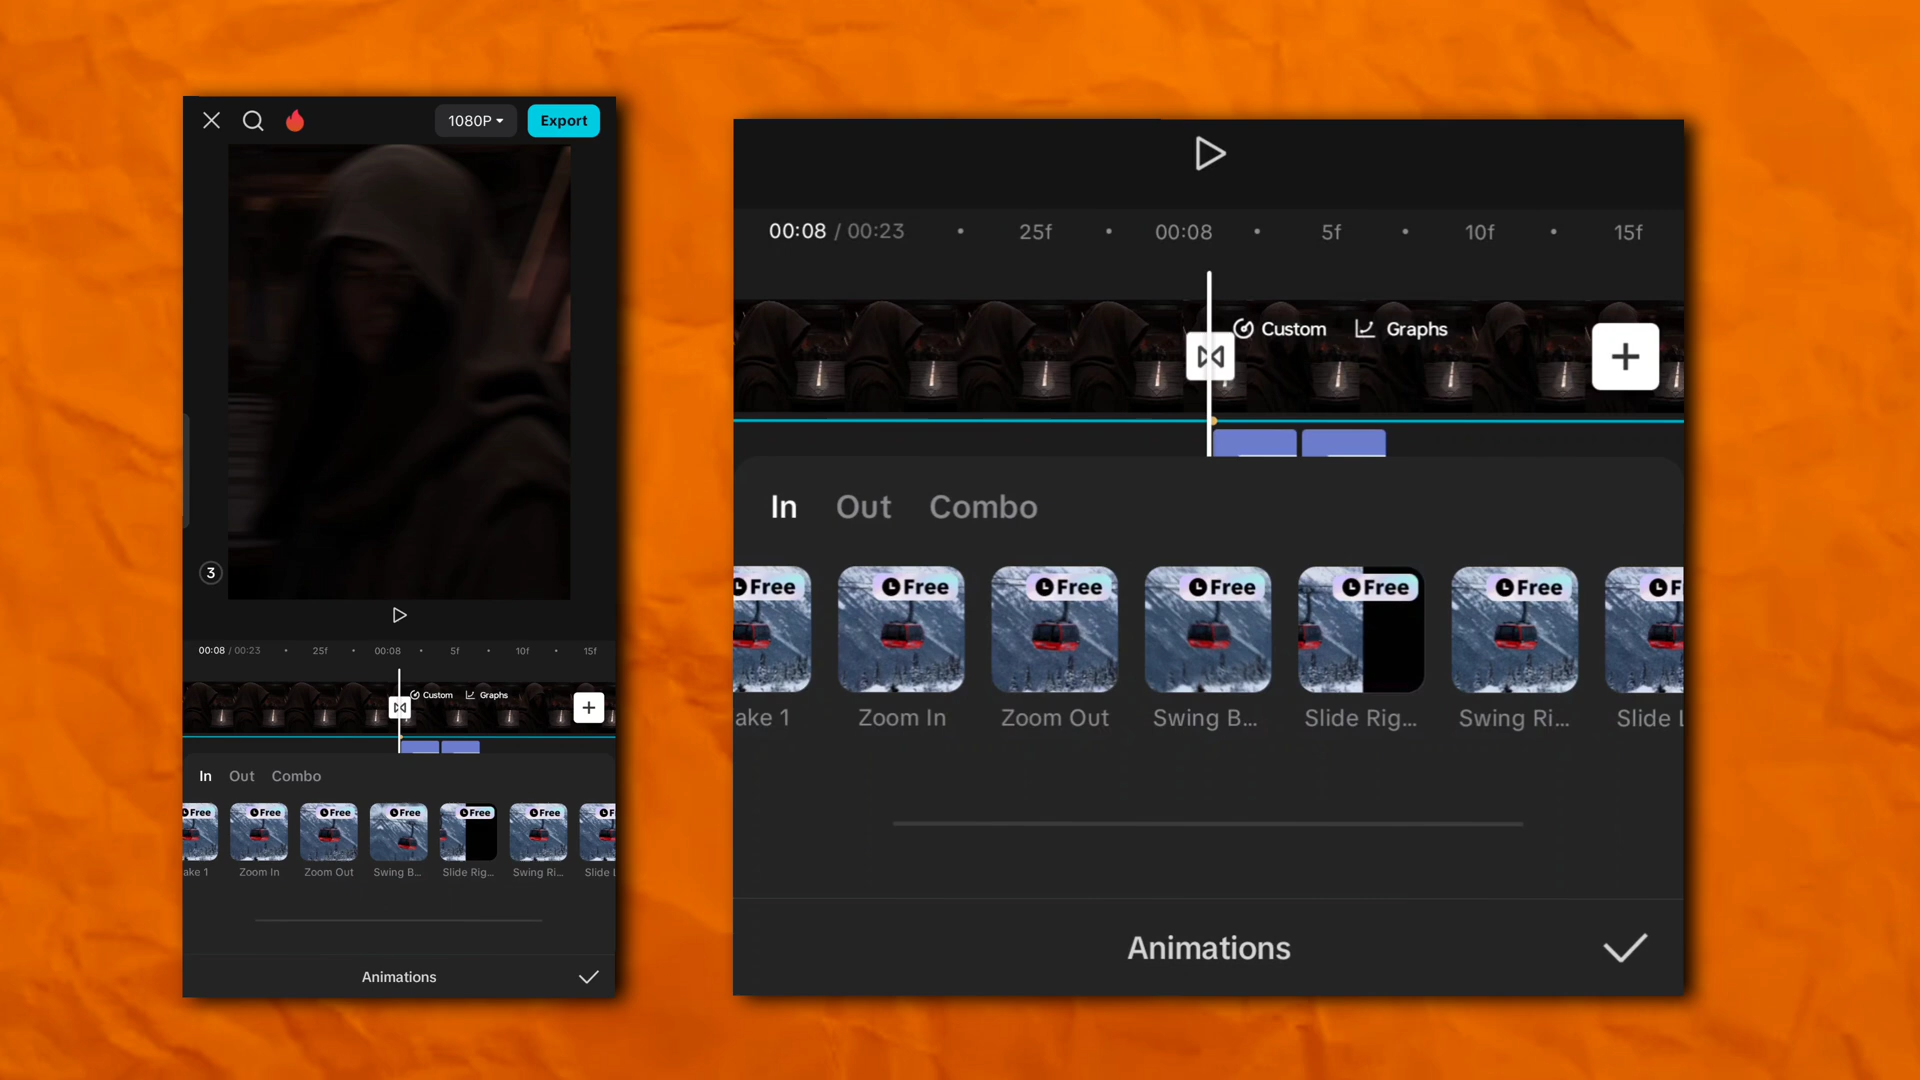 1080P Export
3
00:08 / 00:23 25f 00:08 5f 10f 15f
Custom Graphs
In Out Combo
Free Free Free Free Free Free
ake 1 Zoom In Zoom Out Swing B... Slide Rig... Swing Ri... Slide L
Animations
00:08 / 00:23 25f 00:08 5f 10f 15f
Custom Graphs
In Out Combo
Free Free Free Free Free Free F
ake 1 Zoom In Zoom Out Swing B... Slide Rig... Swing Ri... Slide L
Animations